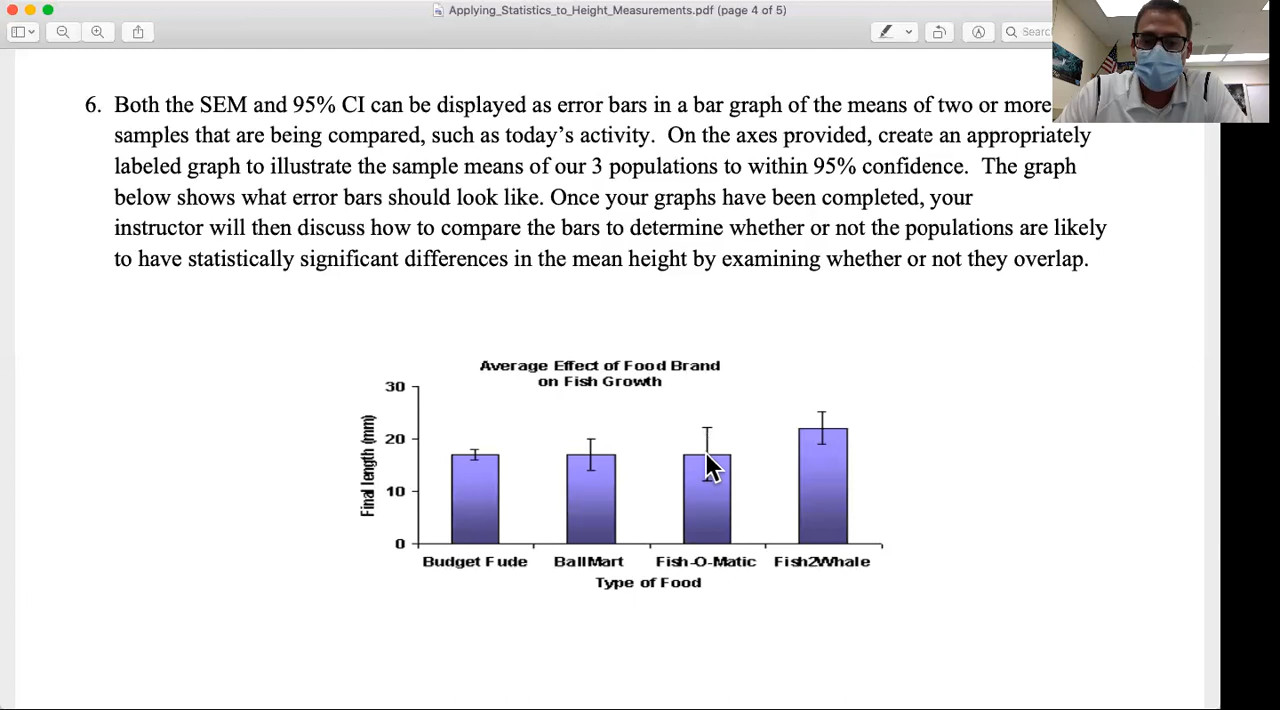 Applying_Statistics_to_Height_Measurements.pdf (page 4 of 5)
Search
6. Both the SEM and 95% CI can be displayed as error bars in a bar graph of the means of two or more
samples that are being compared, such as today’s activity. On the axes provided, create an appropriately
labeled graph to illustrate the sample means of our 3 populations to within 95% confidence. The graph
below shows what error bars should look like. Once your graphs have been completed, your
instructor will then discuss how to compare the bars to determine whether or not the populations are likely
to have statistically significant differences in the mean height by examining whether or not they overlap.
Average Effect of Food Brand
on Fish Growth
Final length (mm)
30
20
10
0
Budget Fude BallMart Fish-O-Matic Fish2Whale
Type of Food